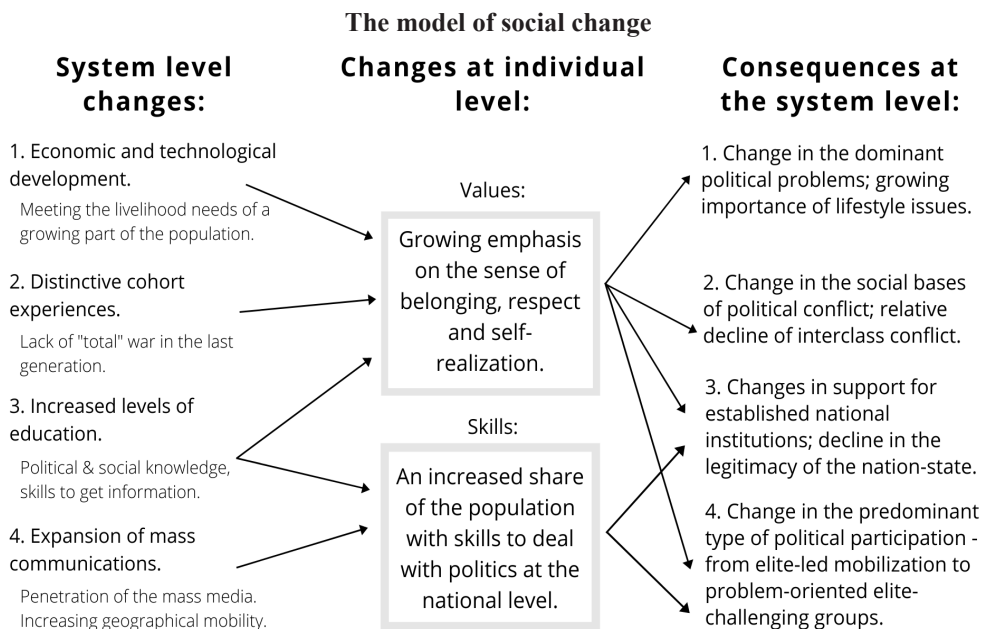 The model of social change
System level
changes:
1. Economic and technological
development.
Meeting the livelihood needs of a
growing part of the population.
2. Distinctive cohort
experiences.
Lack of "total" war in the last
generation.
3. Increased levels of
education.
Political & social knowledge,
skills to get information.
4. Expansion of mass
communications.
Penetration of the mass media.
Increasing geographical mobility.
Changes at individual
level:
Values:
Growing emphasis
on the sense of
belonging, respect
and self-
realization.
Skills:
An increased share
of the population
with skills to deal
with politics at the
national level.
Consequences at
the system level:
1. Change in the dominant
political problems; growing
importance of lifestyle issues.
2. Change in the social bases
of political conflict; relative
decline of interclass conflict.
3. Changes in support for
established national
institutions; decline in the
legitimacy of the nation-state.
4. Change in the predominant
type of political participation -
from elite-led mobilization to
problem-oriented elite-
challenging groups.